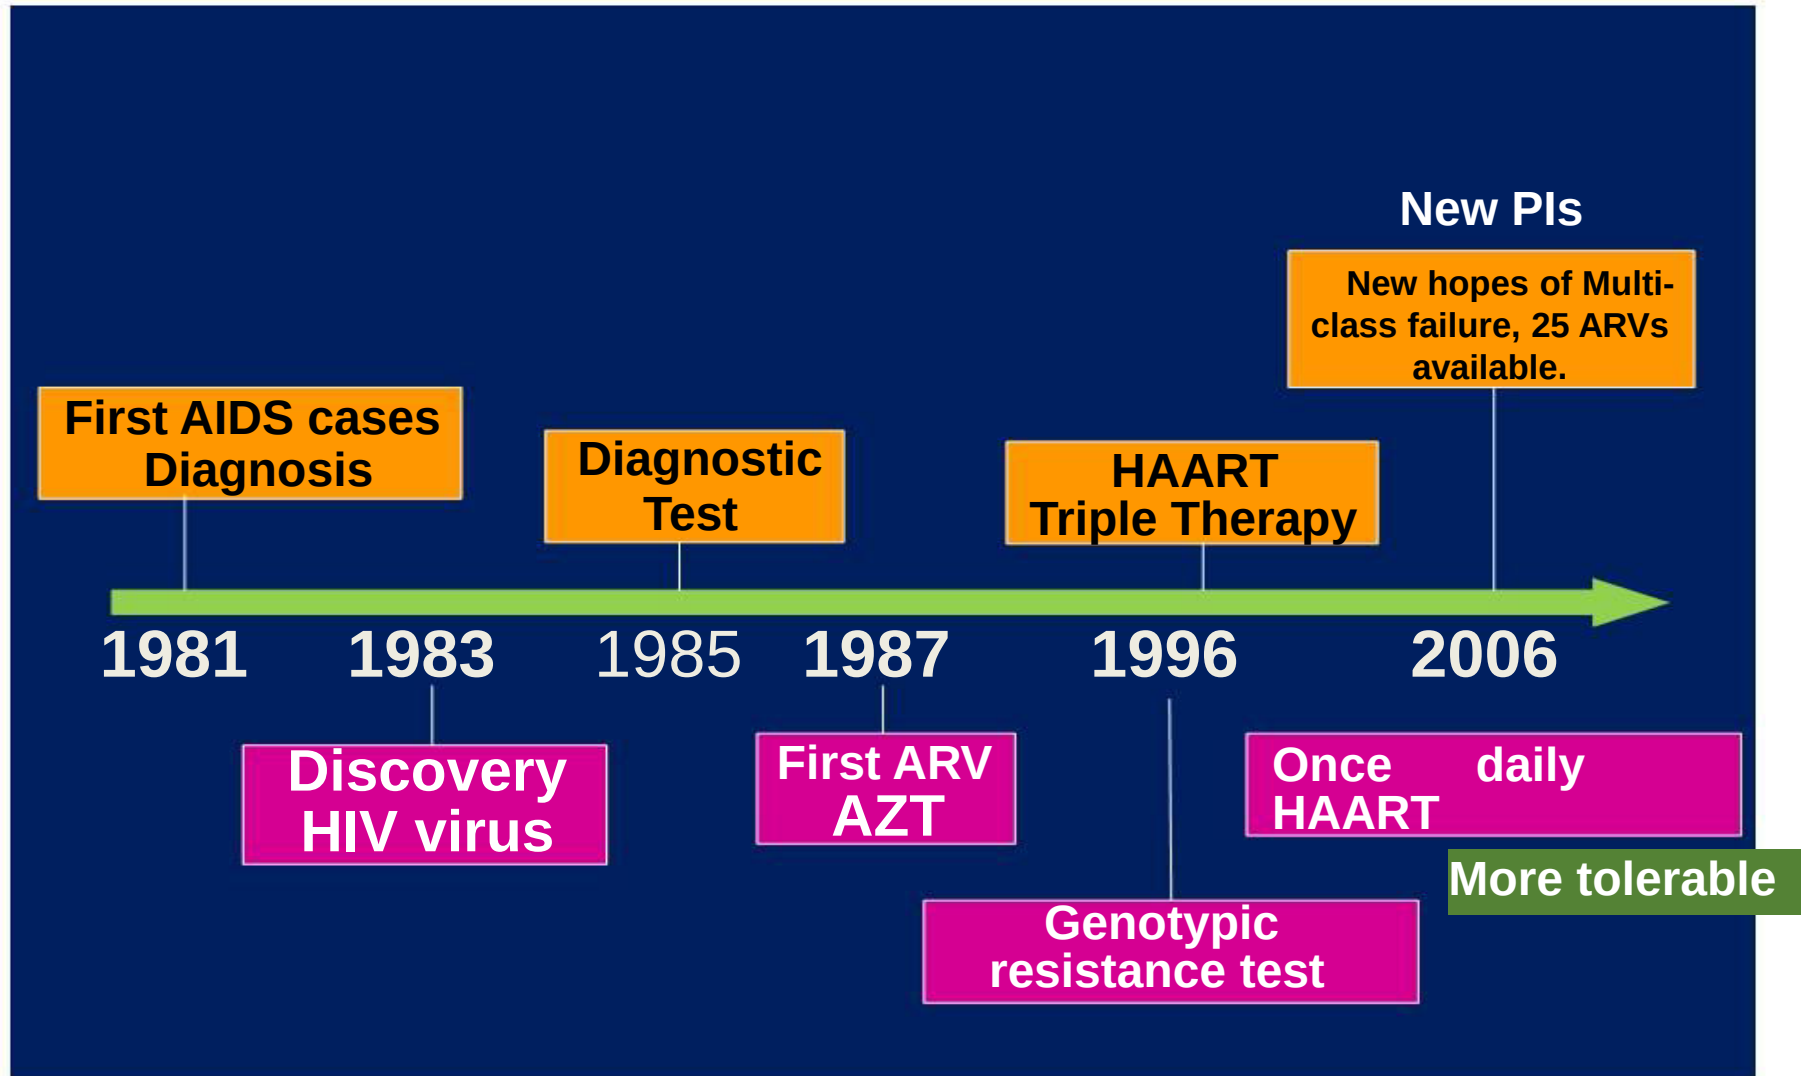 New PIs
New hopes of Multi-
class failure, 25 ARVs
available.
First AIDS cases
Diagnosis
Diagnostic
Test
HAART
Triple Therapy
1981 1983 1985 1987 1996 2006
Discovery
HIV virus
First ARV
AZT
Once daily
HAART
More tolerable
Genotypic
resistance test